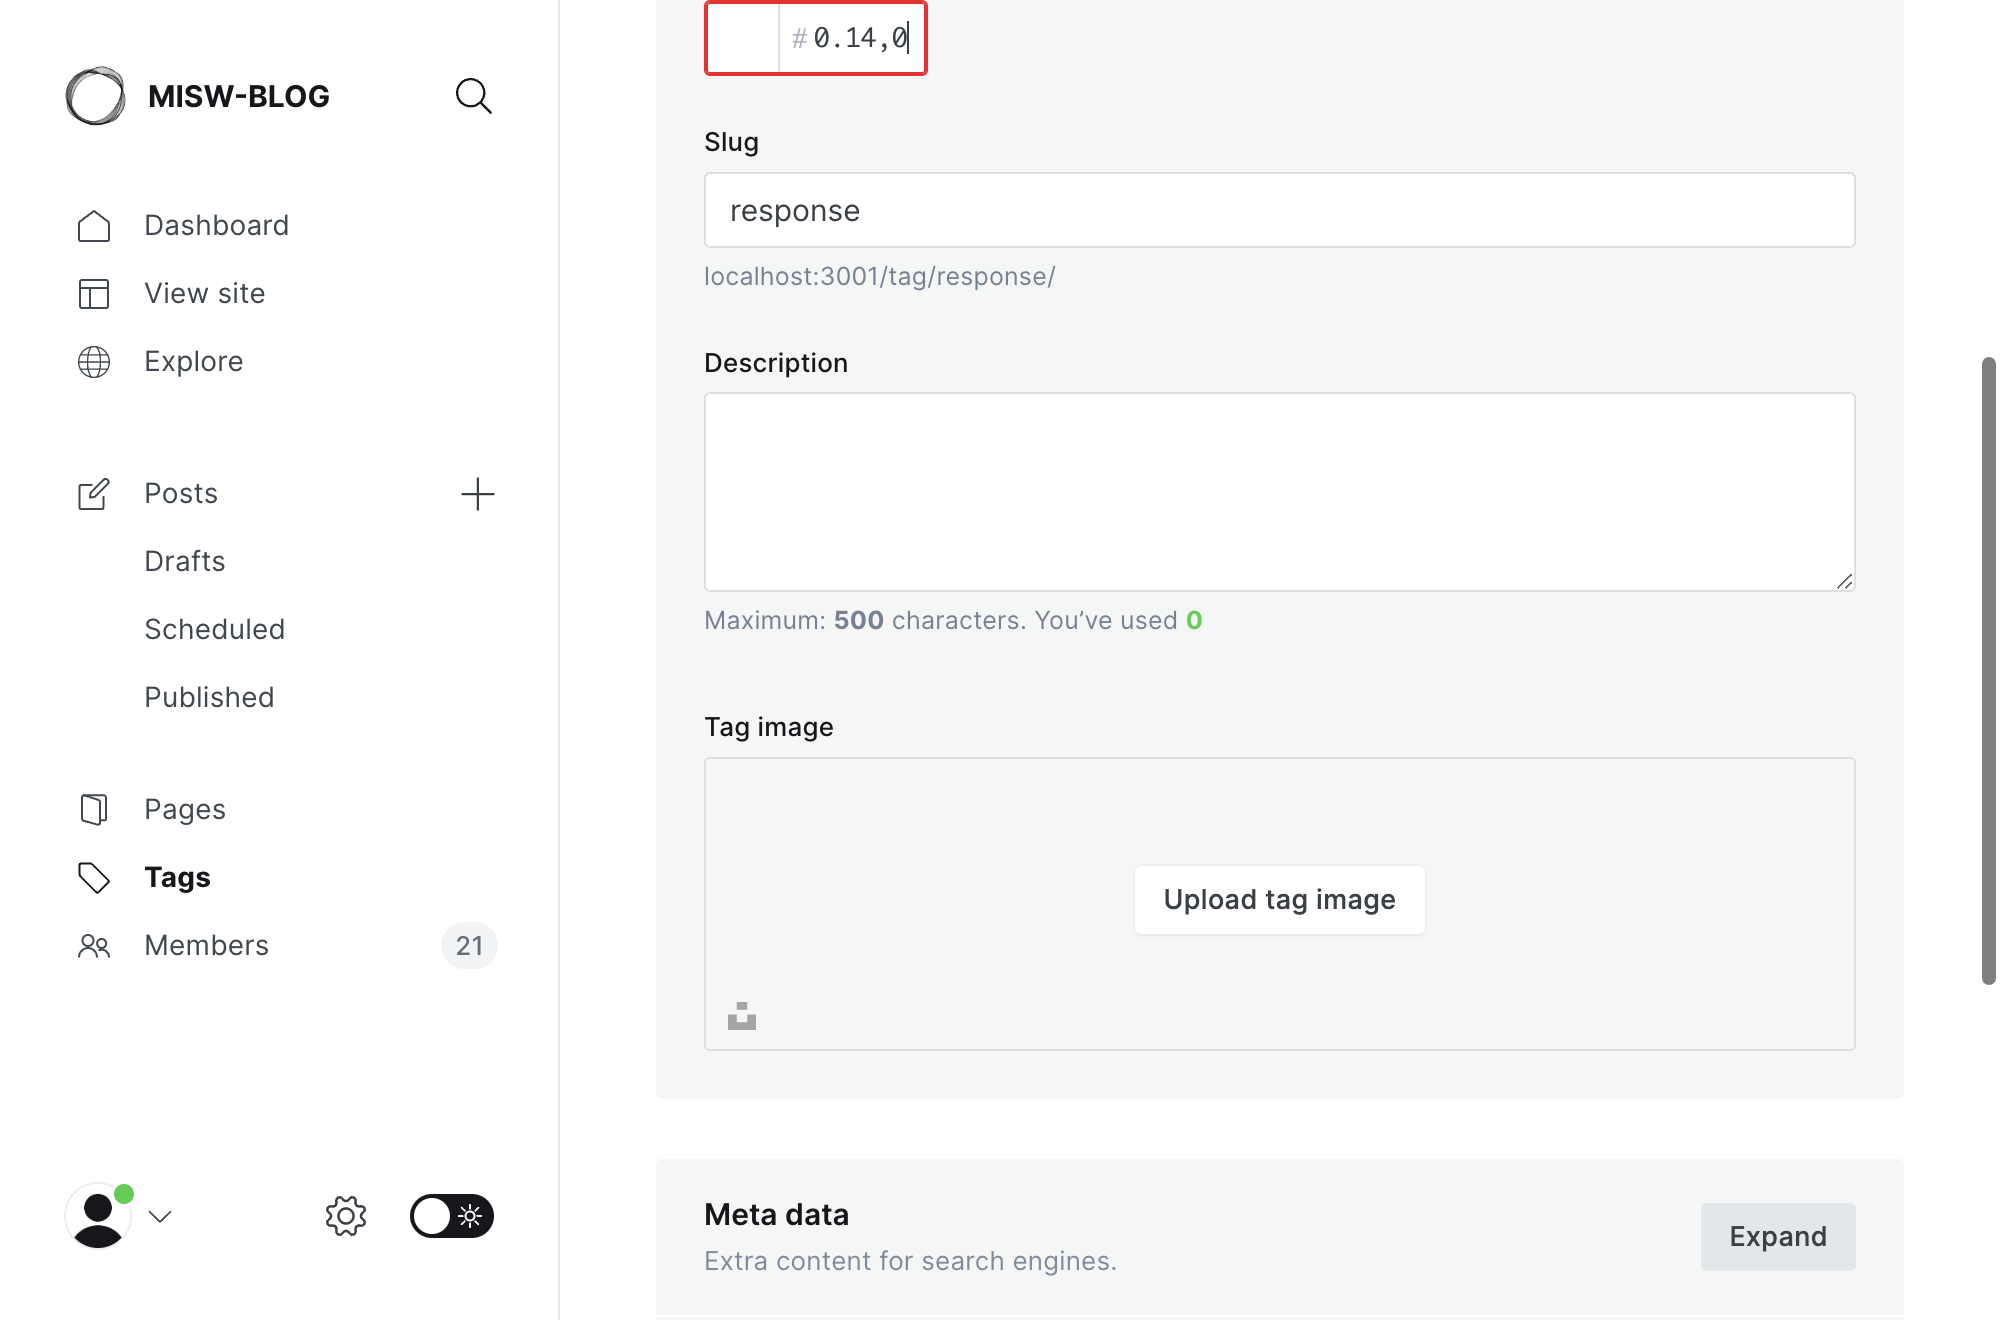 MISW-BLOG
Dashboard
View site
Explore
Posts
Drafts
Scheduled
Published
Pages
Tags
Members
21
#0.14,0
Slug
response
localhost:3001/tag/response/
Description
Maximum: 500 characters. You’ve used 0
Tag image
Upload tag image
Meta data
Extra content for search engines.
Expand